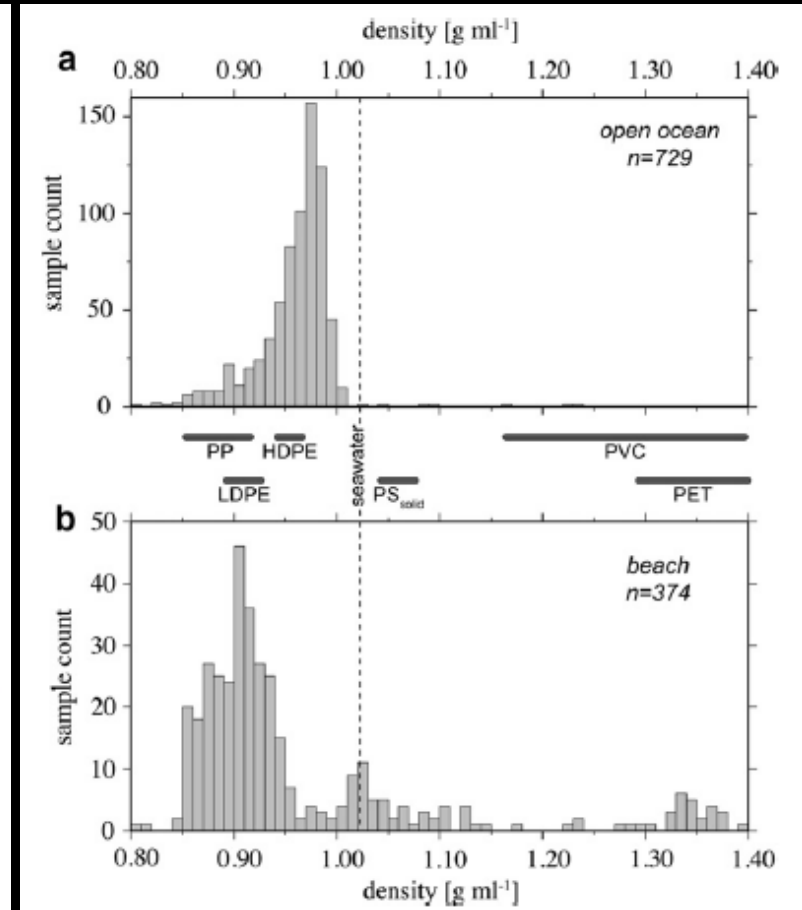 density [g ml⁻¹]
a
0.80 0.90 1.00 1.10 1.20 1.30 1.40
150
100
50
0
sample count
open ocean
n=729
seawater
PP HDPE PVC
LDPE PSsolid PET
b
50
40
30
20
10
0
sample count
beach
n=374
0.80 0.90 1.00 1.10 1.20 1.30 1.40
density [g ml⁻¹]